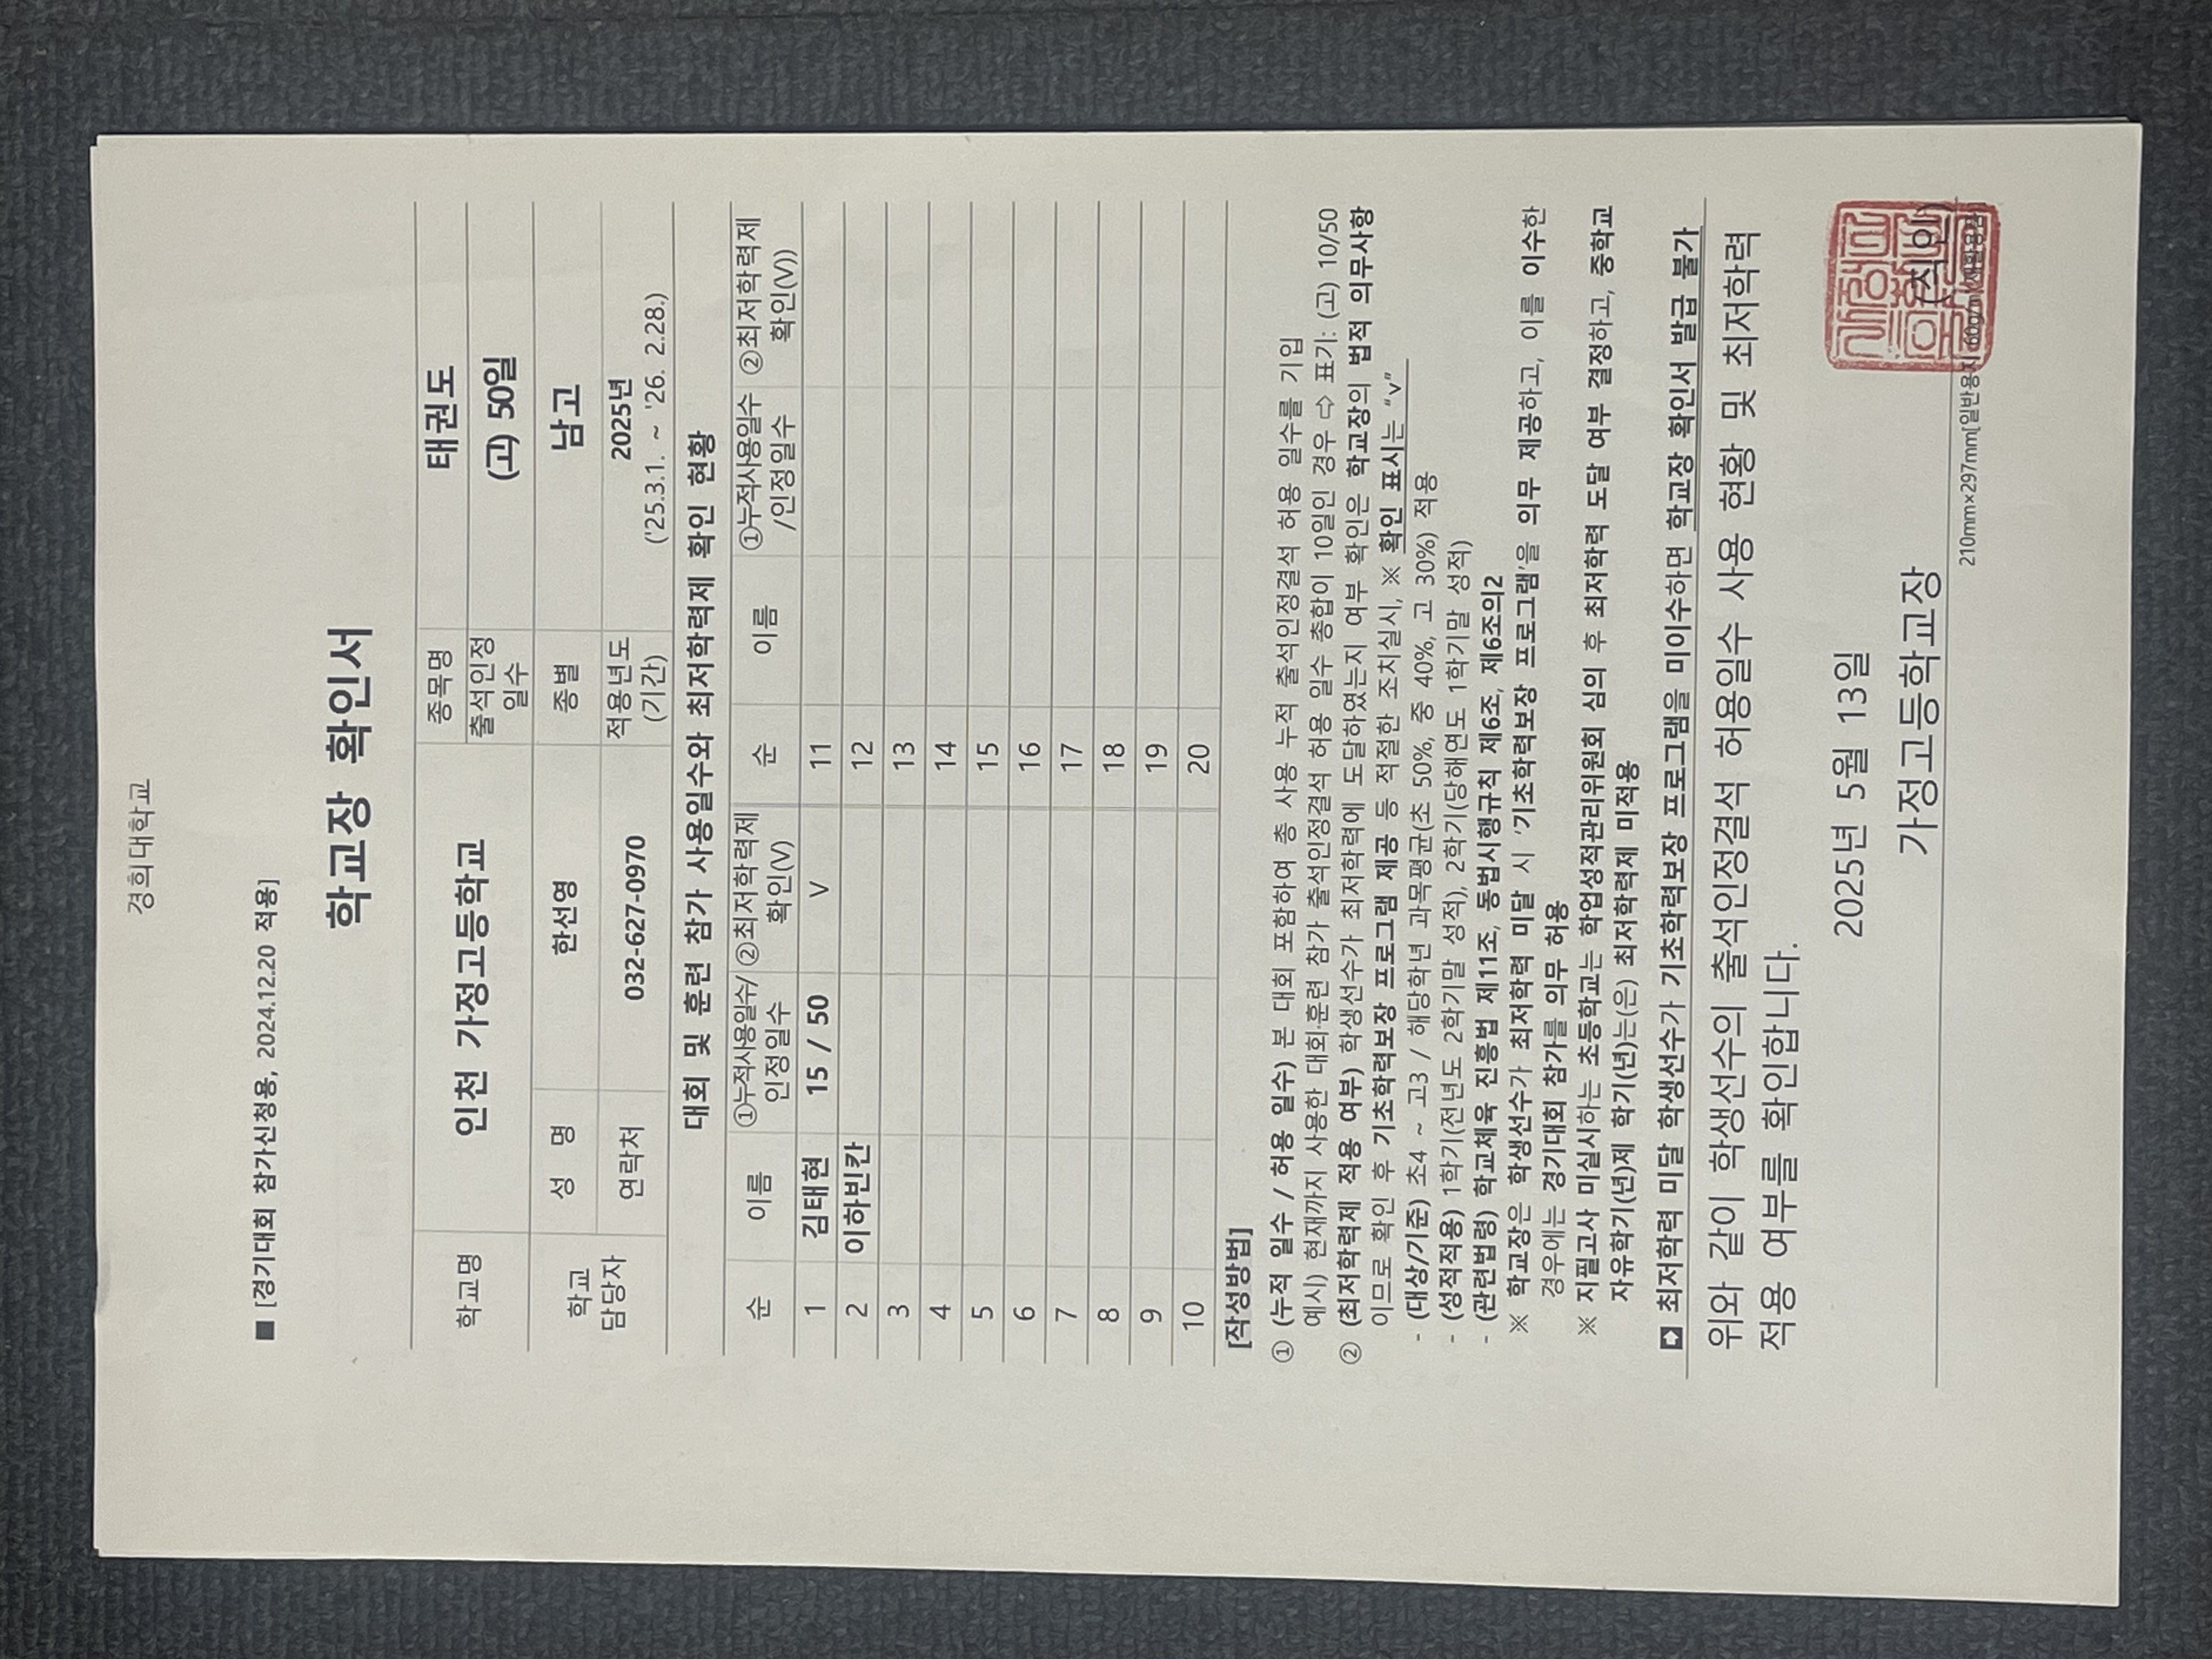 경희대학교
■ [경기대회 참가신청용, 2024.12.20 적용]
학교장 확인서
학교명 인천 가정고등학교 종목명 태권도
출석인정 일수 (고) 50일
학교 담당자 성 명 한선영 종별 남고
연락처 032-627-0970 적용년도 (기간) 2025년 ('25.3.1. ~ '26. 2.28.)
대회 및 훈련 참가 사용일수와 최저학력제 확인 현황
순 이름 ①누적사용일수/인정일수 ②최저학력제 확인(V) 순 이름 ①누적사용일수/인정일수 ②최저학력제 확인(V))
1 김태현 15 / 50 V 11
2 이하빈칸 12
3 13
4 14
5 15
6 16
7 17
8 18
9 19
10 20
[작성방법]
① (누적 일수 / 허용 일수) 본 대회 포함하여 총 사용 누적 출석인정결석 허용 일수를 기입
예시) 현재까지 사용한 대회·훈련 참가 출석인정결석 허용 일수 총합이 10일인 경우 ⇨ 표기: (고) 10/50
② (최저학력제 적용 여부) 학생선수가 최저학력에 도달하였는지 여부 확인은 학교장의 법적 의무사항
이므로 확인 후 기초학력보장 프로그램 제공 등 적절한 조치실시, ※ 확인 표시는 "v"
- (대상/기준) 초4 ~ 고3 / 해당학년 과목평균(초 50%, 중 40%, 고 30%) 적용
- (성적적용) 1학기(전년도 2학기말 성적), 2학기(당해연도 1학기말 성적)
- (관련법령) 학교체육 진흥법 제11조, 동법시행규칙 제6조, 제6조의2
※ 학교장은 학생선수가 최저학력 미달 시 '기초학력보장 프로그램'을 의무 제공하고, 이를 이수한
경우에는 경기대회 참가를 의무 허용
※ 지필고사 미실시하는 초등학교는 학업성적관리위원회 심의 후 최저학력 도달 여부 결정하고, 중학교
자유학기(년)제 학기(년)는(은) 최저학력제 미적용
➡ 최저학력 미달 학생선수가 기초학력보장 프로그램을 미이수하면 학교장 확인서 발급 불가
위와 같이 학생선수의 출석인정결석 허용일수 사용 현황 및 최저학력
적용 여부를 확인합니다.
2025년 5월 13일
가정고등학교장 (직인)
210mm×297mm[일반용지 60g/㎡(재활용품)]